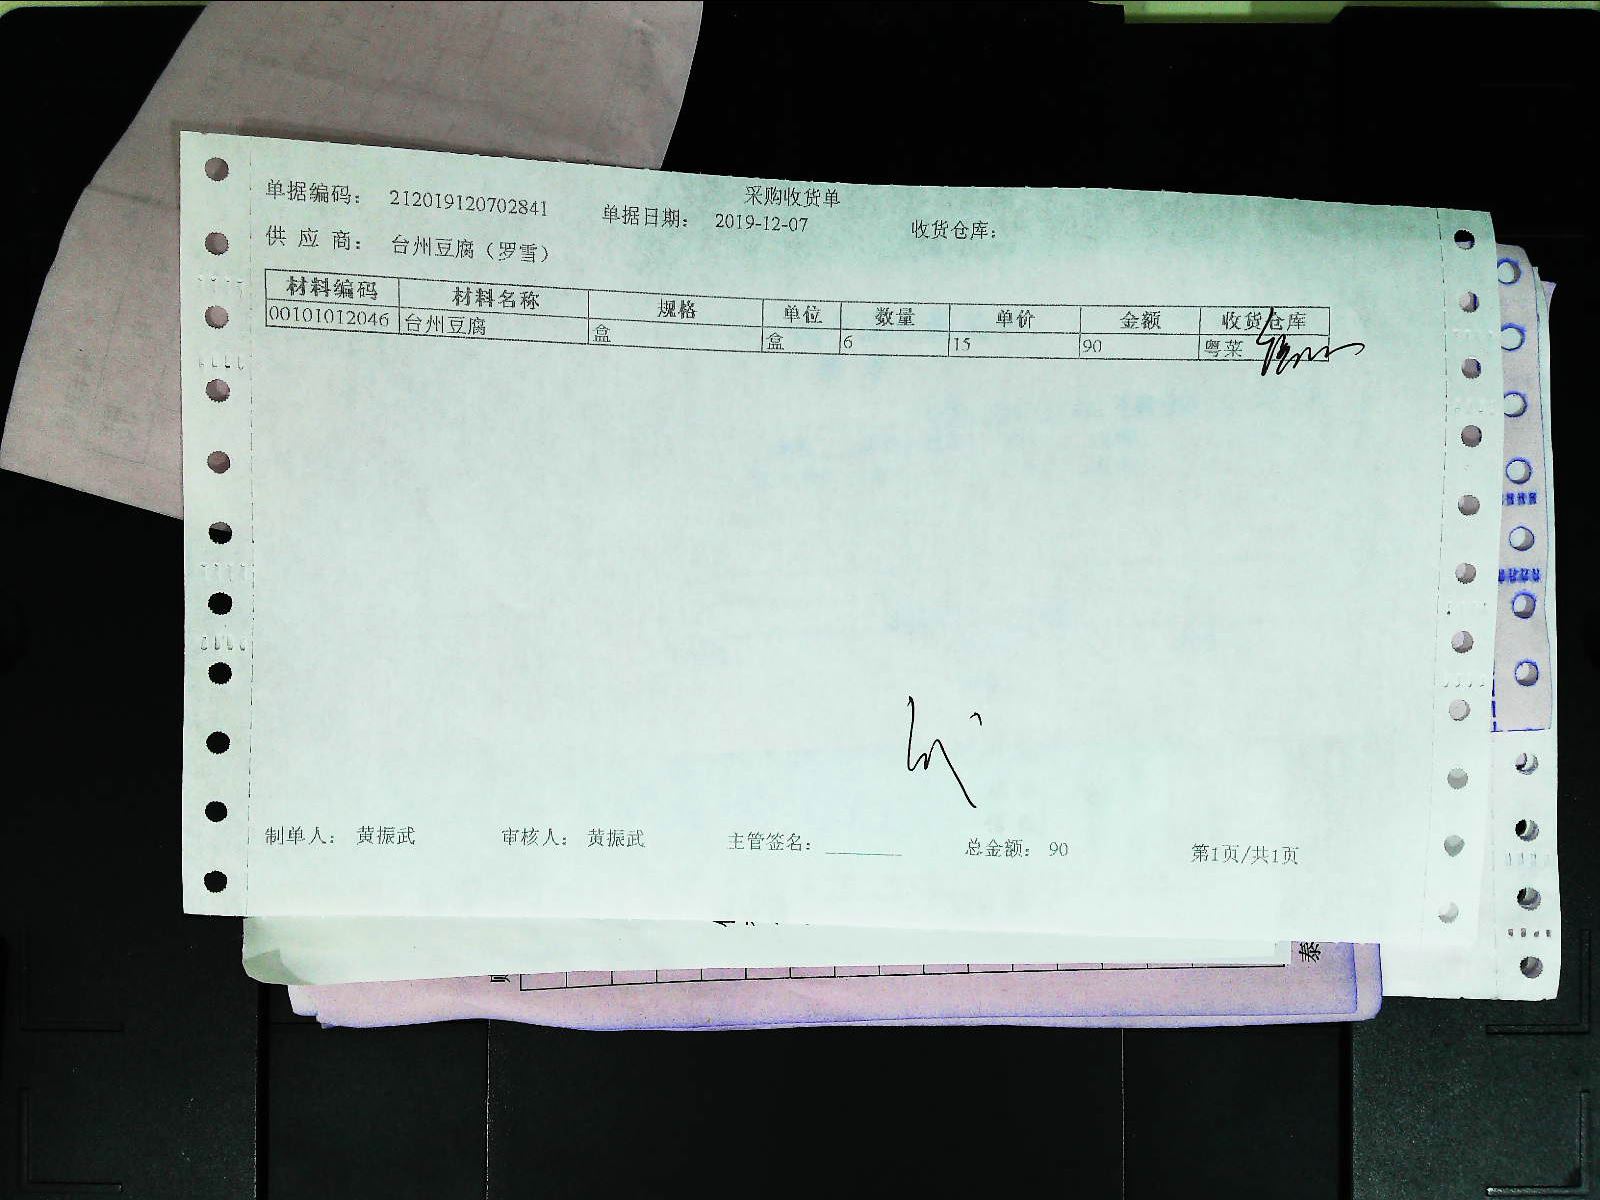 采购收货单
单据编码： 212019120702841 单据日期： 2019-12-07 收货仓库：
供 应 商： 台州豆腐（罗雪）
材料编码 材料名称 规格 单位 数量 单价 金额 收货仓库
00101012046 台州豆腐 盒 盒 6 15 90 粤菜
制单人： 黄振武 审核人： 黄振武 主管签名： 总金额： 90 第1页/共1页
泰